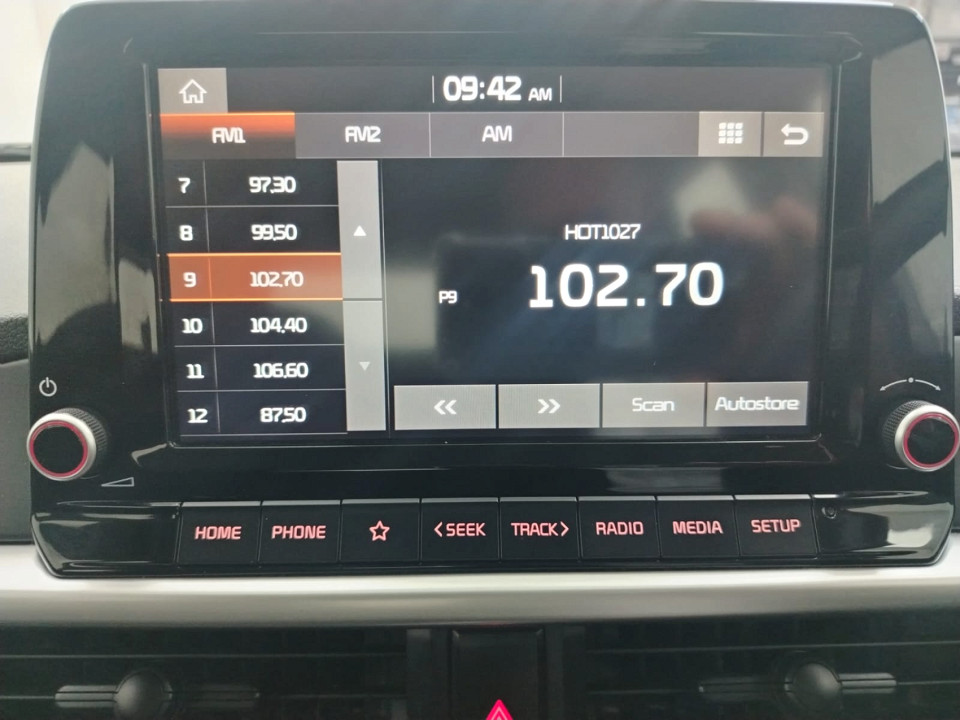 09:42 AM
FM1 FM2 AM
7 97.30
8 99.50
9 102.70
10 104.40
11 106.60
12 87.50
HOT1027
P9 102.70
Scan Autostore
HOME PHONE < SEEK TRACK > RADIO MEDIA SETUP